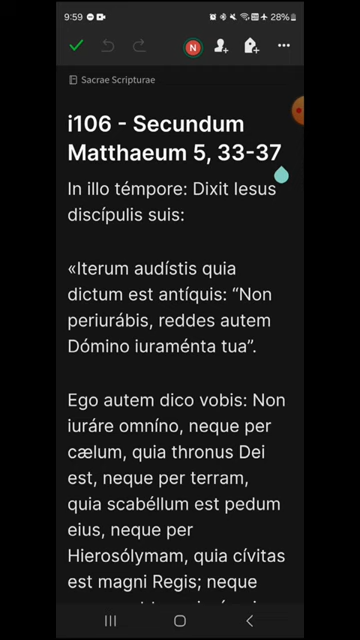 9:59
28%
N
Sacrae Scripturae
i106 - Secundum
Matthaeum 5, 33-37
In illo témpore: Dixit Iesus
discípulis suis:
«Iterum audístis quia
dictum est antíquis: “Non
periurábis, reddes autem
Dómino iuraménta tua”.
Ego autem dico vobis: Non
iuráre omníno, neque per
cælum, quia thronus Dei
est, neque per terram,
quia scabéllum est pedum
eius, neque per
Hierosólymam, quia cívitas
est magni Regis; neque